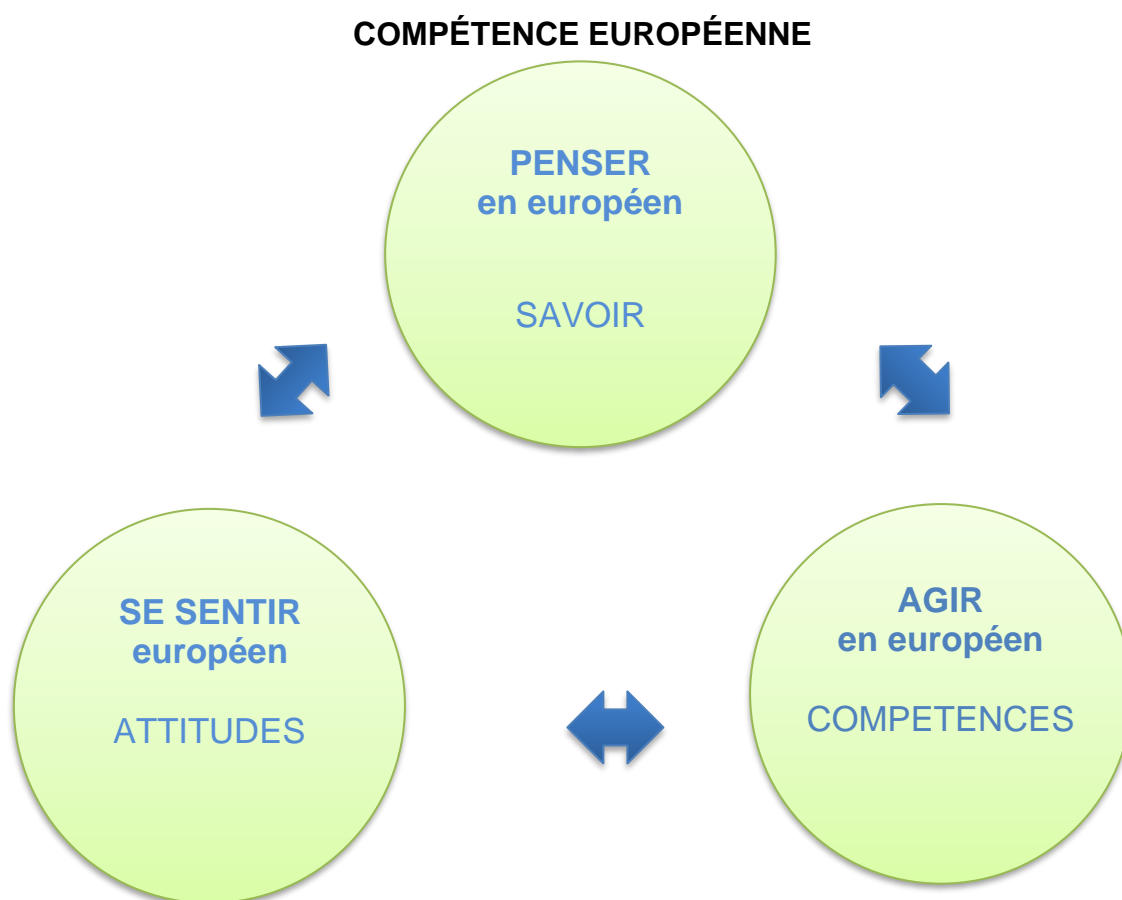 COMPÉTENCE EUROPÉENNE
PENSER
en européen
SAVOIR
SE SENTIR
européen
ATTITUDES
AGIR
en européen
COMPETENCES